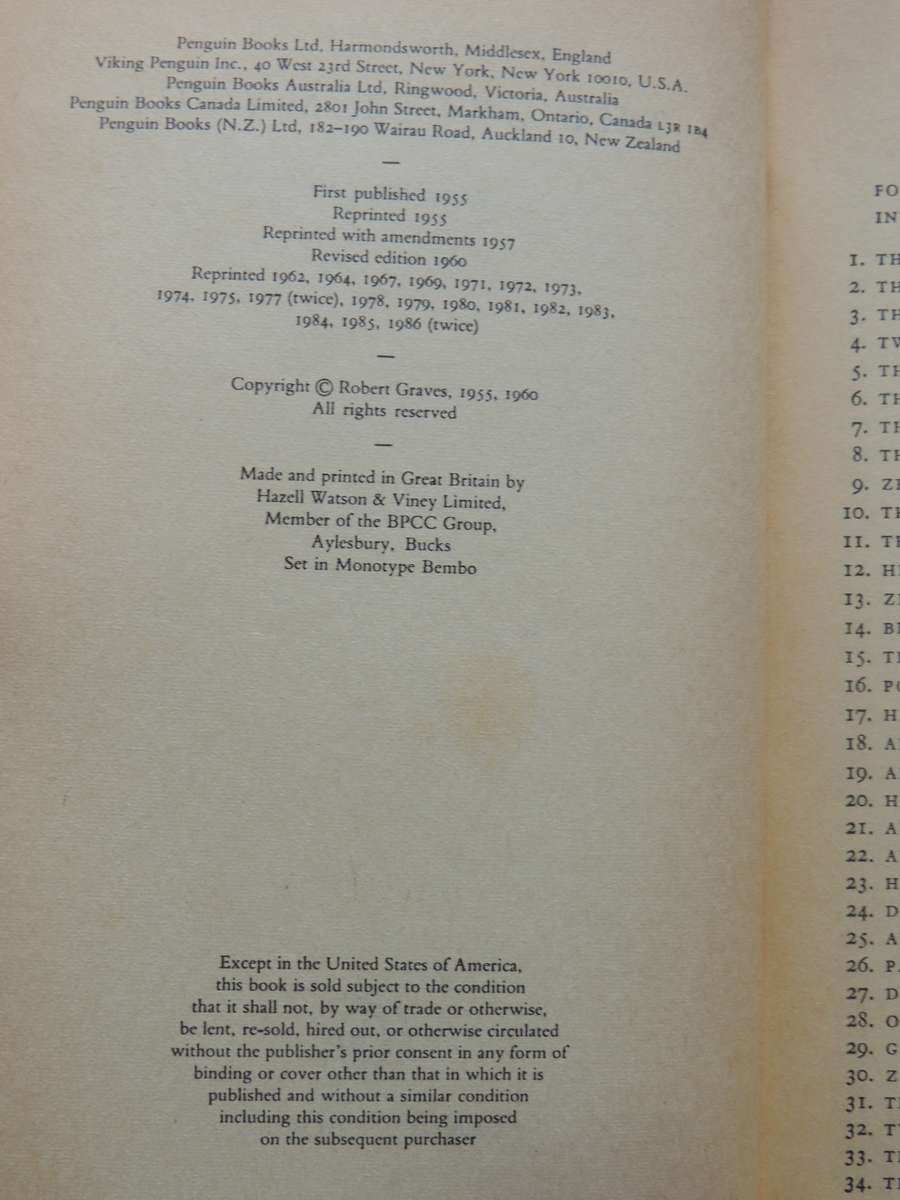 Penguin Books Ltd, Harmondsworth, Middlesex, England
Viking Penguin Inc., 40 West 23rd Street, New York, New York 10010, U.S.A.
Penguin Books Australia Ltd, Ringwood, Victoria, Australia
Penguin Books Canada Limited, 2801 John Street, Markham, Ontario, Canada L3R 1B4
Penguin Books (N.Z.) Ltd, 182–190 Wairau Road, Auckland 10, New Zealand
—
First published 1955
Reprinted 1955
Reprinted with amendments 1957
Revised edition 1960
Reprinted 1962, 1964, 1967, 1969, 1971, 1972, 1973,
1974, 1975, 1977 (twice), 1978, 1979, 1980, 1981, 1982, 1983,
1984, 1985, 1986 (twice)
—
Copyright © Robert Graves, 1955, 1960
All rights reserved
—
Made and printed in Great Britain by
Hazell Watson & Viney Limited,
Member of the BPCC Group,
Aylesbury, Bucks
Set in Monotype Bembo
Except in the United States of America,
this book is sold subject to the condition
that it shall not, by way of trade or otherwise,
be lent, re-sold, hired out, or otherwise circulated
without the publisher's prior consent in any form of
binding or cover other than that in which it is
published and without a similar condition
including this condition being imposed
on the subsequent purchaser
FO
IN
1. TH
2. TH
3. TH
4. TW
5. TH
6. TH
7. TH
8. TH
9. ZE
10. TH
11. TH
12. HE
13. ZE
14. BI
15. TH
16. PO
17. H
18. A
19. A
20. H
21. A
22. A
23. H
24. D
25. A
26. P
27. D
28. O
29. G
30. Z
31. T
32. T
33. T
34. T